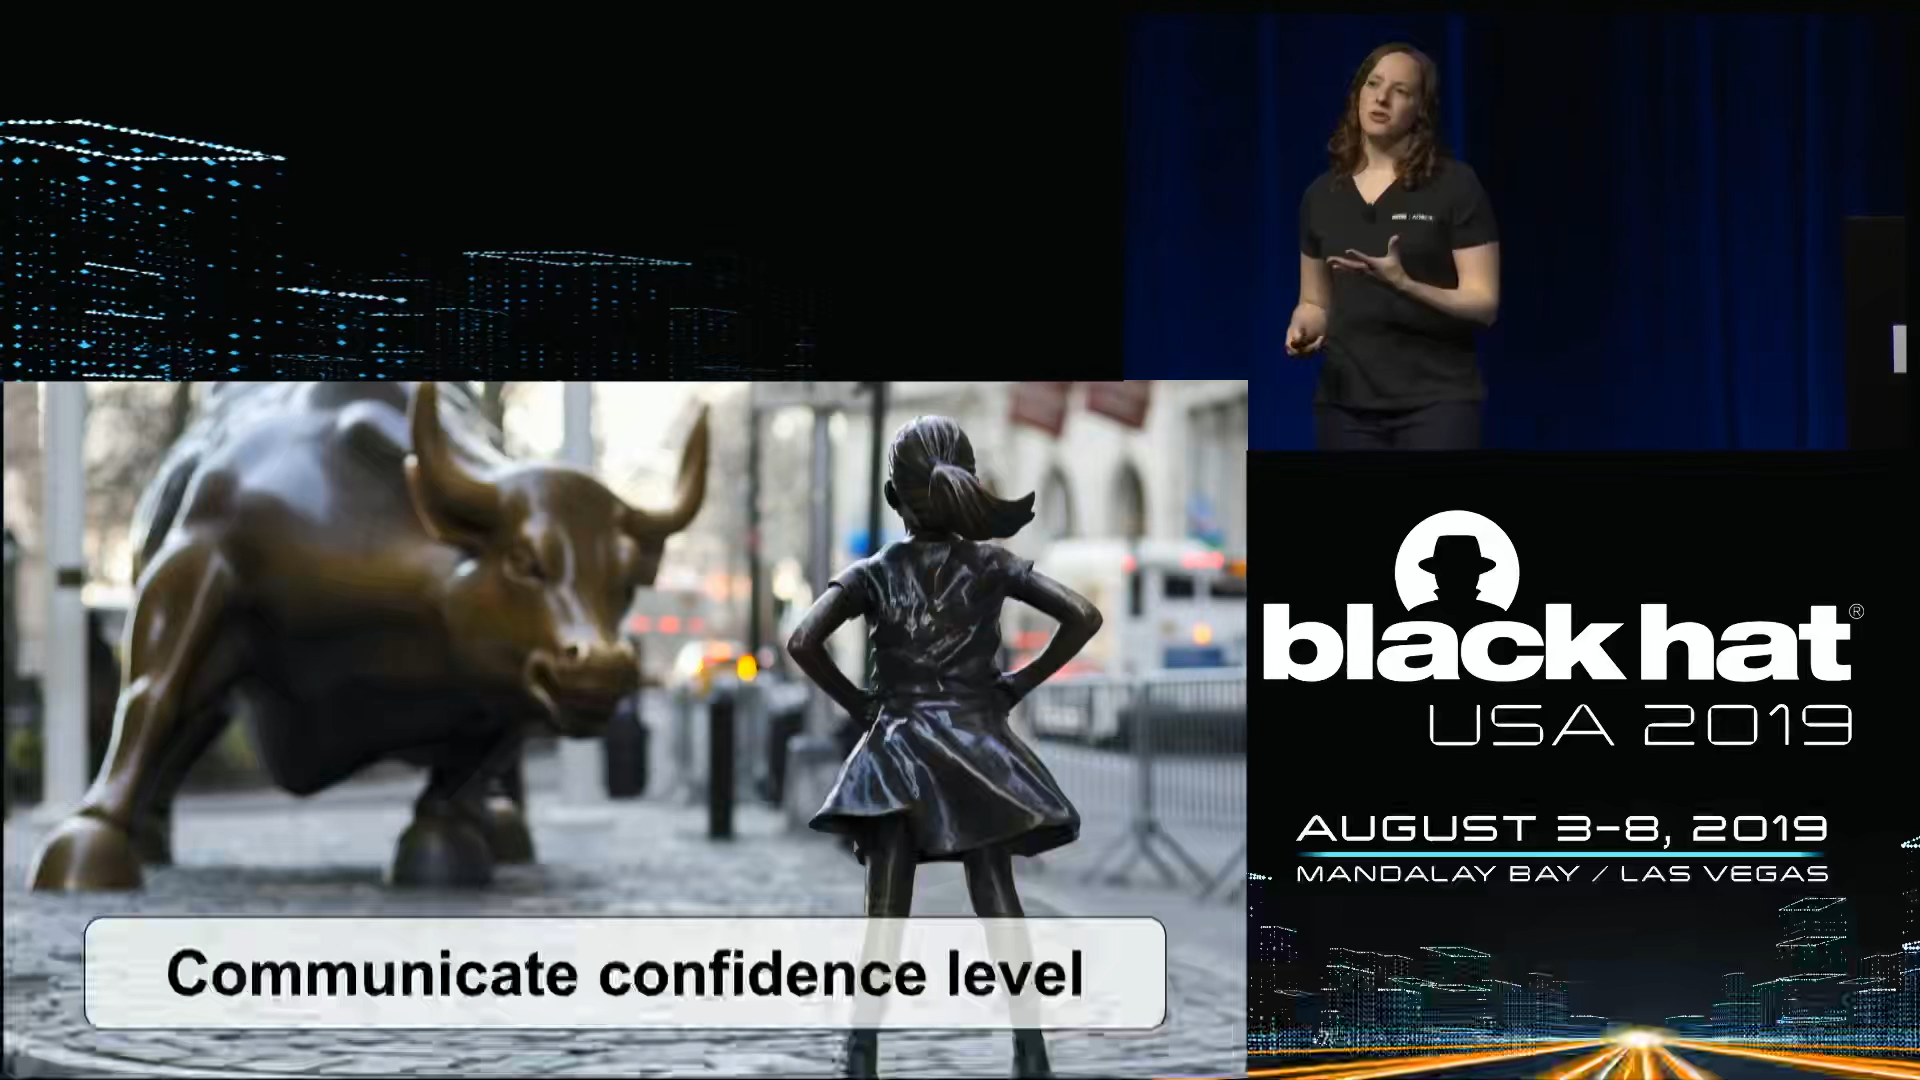 Communicate confidence level
black hat®
USA 2019
AUGUST 3-8, 2019
MANDALAY BAY / LAS VEGAS